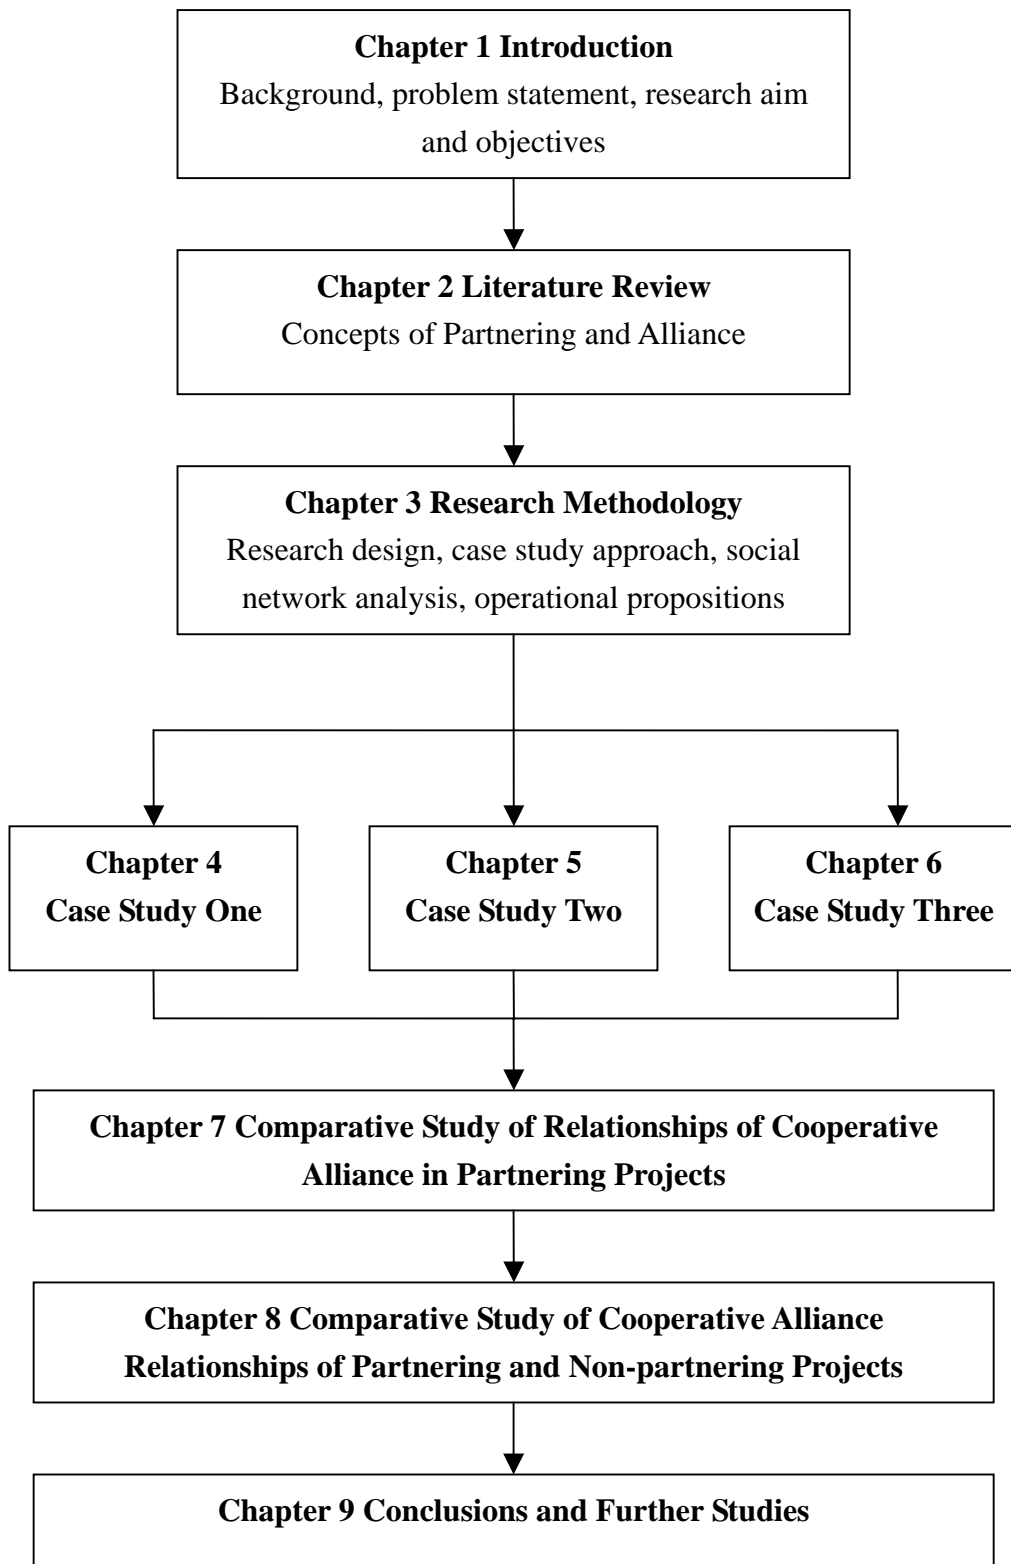 Chapter 1 Introduction
Background, problem statement, research aim
and objectives
Chapter 2 Literature Review
Concepts of Partnering and Alliance
Chapter 3 Research Methodology
Research design, case study approach, social
network analysis, operational propositions
Chapter 4
Case Study One
Chapter 5
Case Study Two
Chapter 6
Case Study Three
Chapter 7 Comparative Study of Relationships of Cooperative
Alliance in Partnering Projects
Chapter 8 Comparative Study of Cooperative Alliance
Relationships of Partnering and Non-partnering Projects
Chapter 9 Conclusions and Further Studies